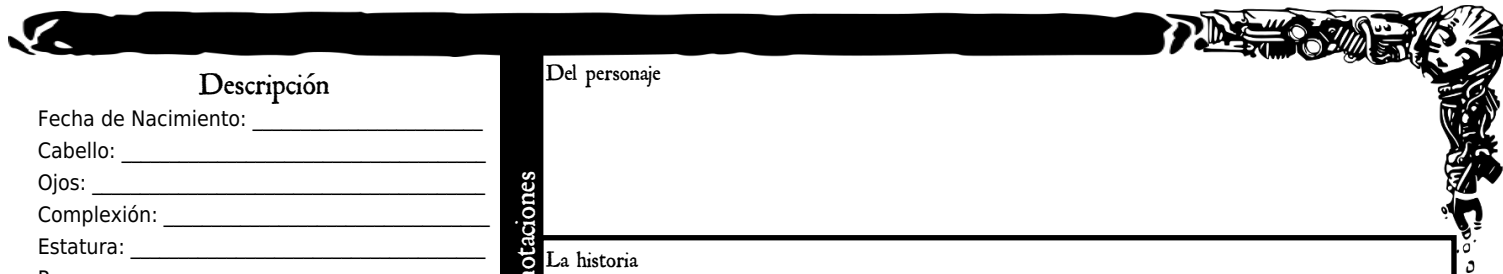 Descripción
Fecha de Nacimiento:
Cabello:
Ojos:
Complexión:
Estatura:
Del personaje
La historia